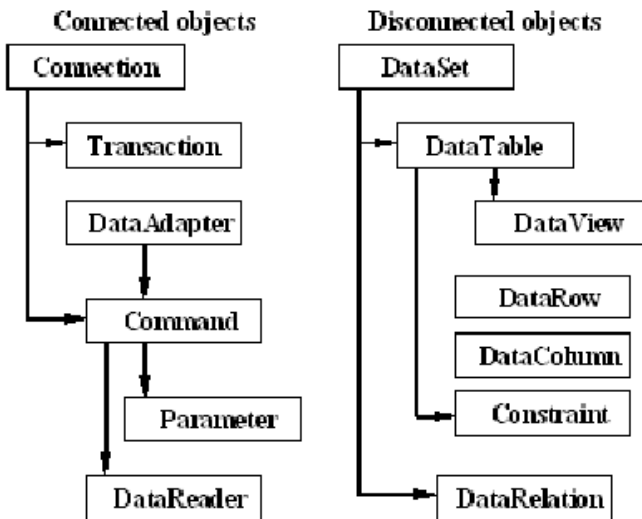 Connected objects
Connection
Transaction
DataAdapter
Command
Parameter
DataReader
Disconnected objects
DataSet
DataTable
DataView
DataRow
DataColumn
Constraint
DataRelation